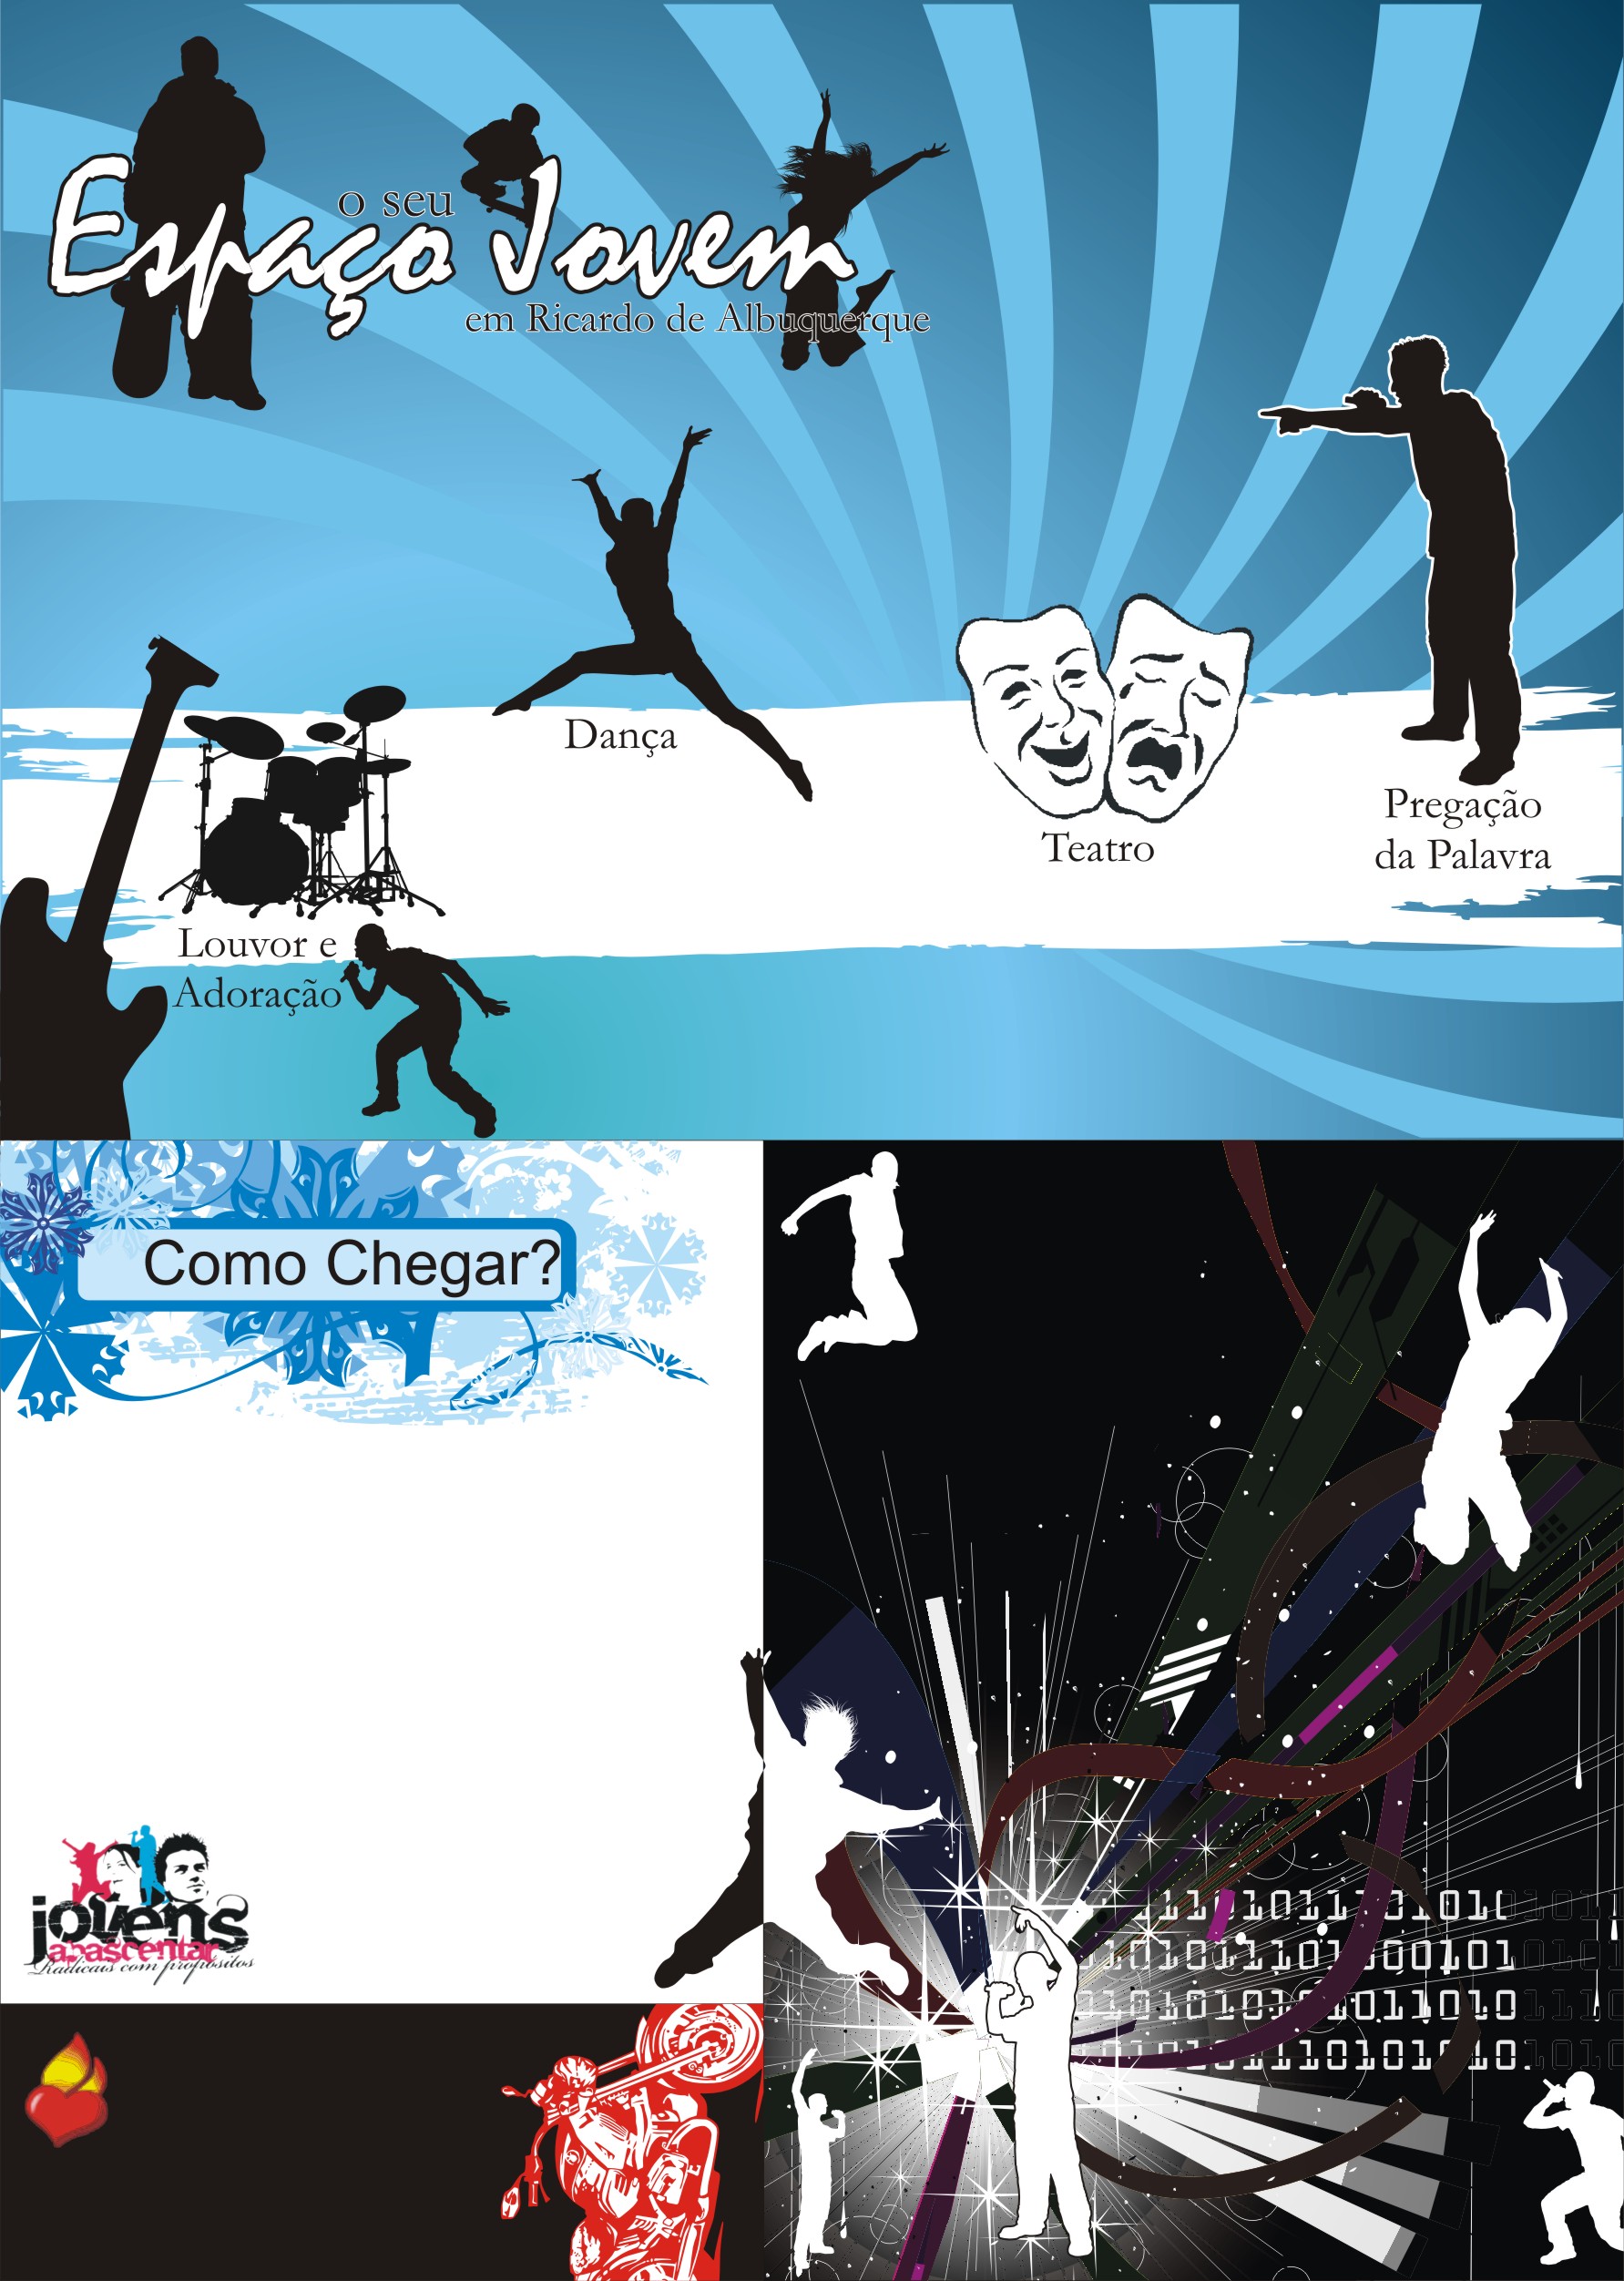 o seu
Espaço Jovem
em Ricardo de Albuquerque
Dança
Teatro
Pregação
da Palavra
Louvor e
Adoração
Como Chegar?
jovens
apascentar
Radicais com propósitos